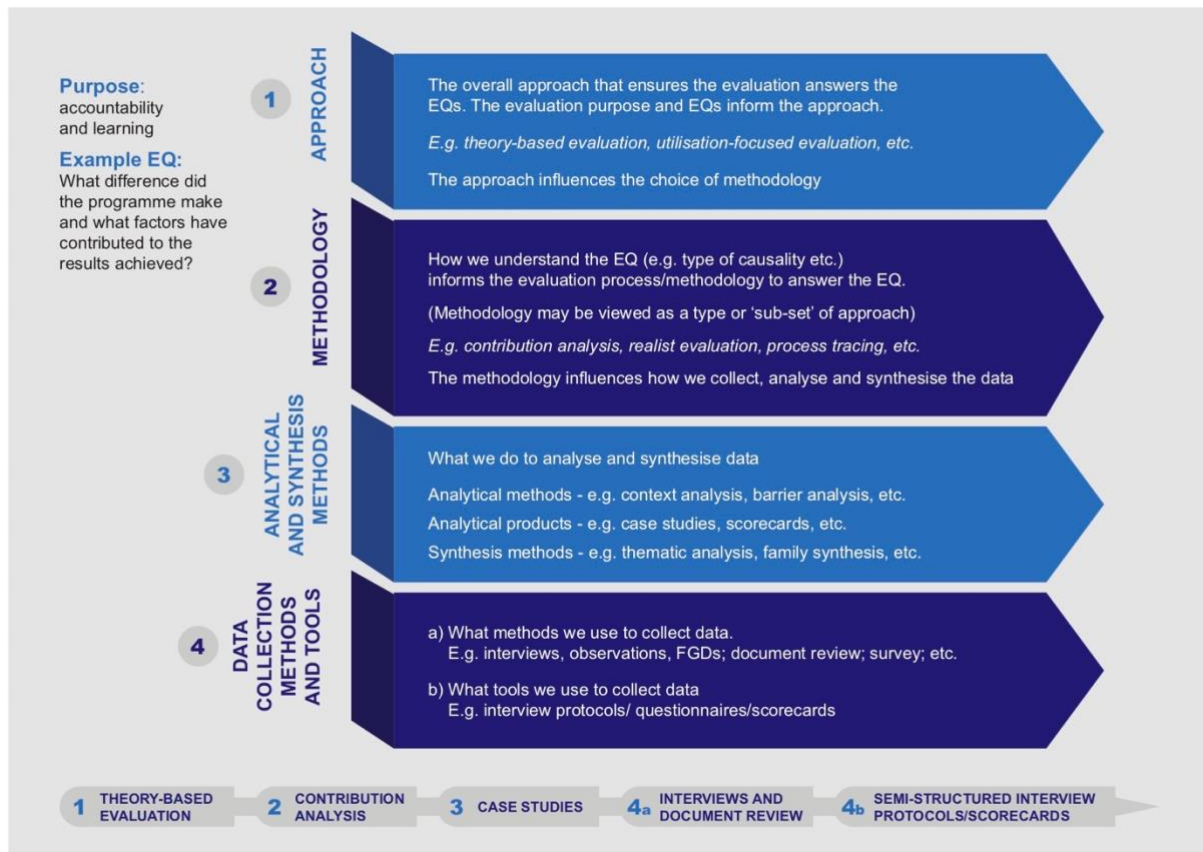 Purpose:
accountability
and learning
Example EQ:
What difference did
the programme make
and what factors have
contributed to the
results achieved?
1
APPROACH
The overall approach that ensures the evaluation answers the
EQs. The evaluation purpose and EQs inform the approach.
E.g. theory-based evaluation, utilisation-focused evaluation, etc.
The approach influences the choice of methodology
2
METHODOLOGY
How we understand the EQ (e.g. type of causality etc.)
informs the evaluation process/methodology to answer the EQ.
(Methodology may be viewed as a type or ‘sub-set’ of approach)
E.g. contribution analysis, realist evaluation, process tracing, etc.
The methodology influences how we collect, analyse and synthesise the data
3
ANALYTICAL
AND SYNTHESIS
METHODS
What we do to analyse and synthesise data
Analytical methods - e.g. context analysis, barrier analysis, etc.
Analytical products - e.g. case studies, scorecards, etc.
Synthesis methods - e.g. thematic analysis, family synthesis, etc.
4
DATA
COLLECTION
METHODS
AND TOOLS
a) What methods we use to collect data.
E.g. interviews, observations, FGDs; document review; survey; etc.
b) What tools we use to collect data
E.g. interview protocols/ questionnaires/scorecards
1 THEORY-BASED
EVALUATION
2 CONTRIBUTION
ANALYSIS
3 CASE STUDIES
4a INTERVIEWS AND
DOCUMENT REVIEW
4b SEMI-STRUCTURED INTERVIEW
PROTOCOLS/SCORECARDS